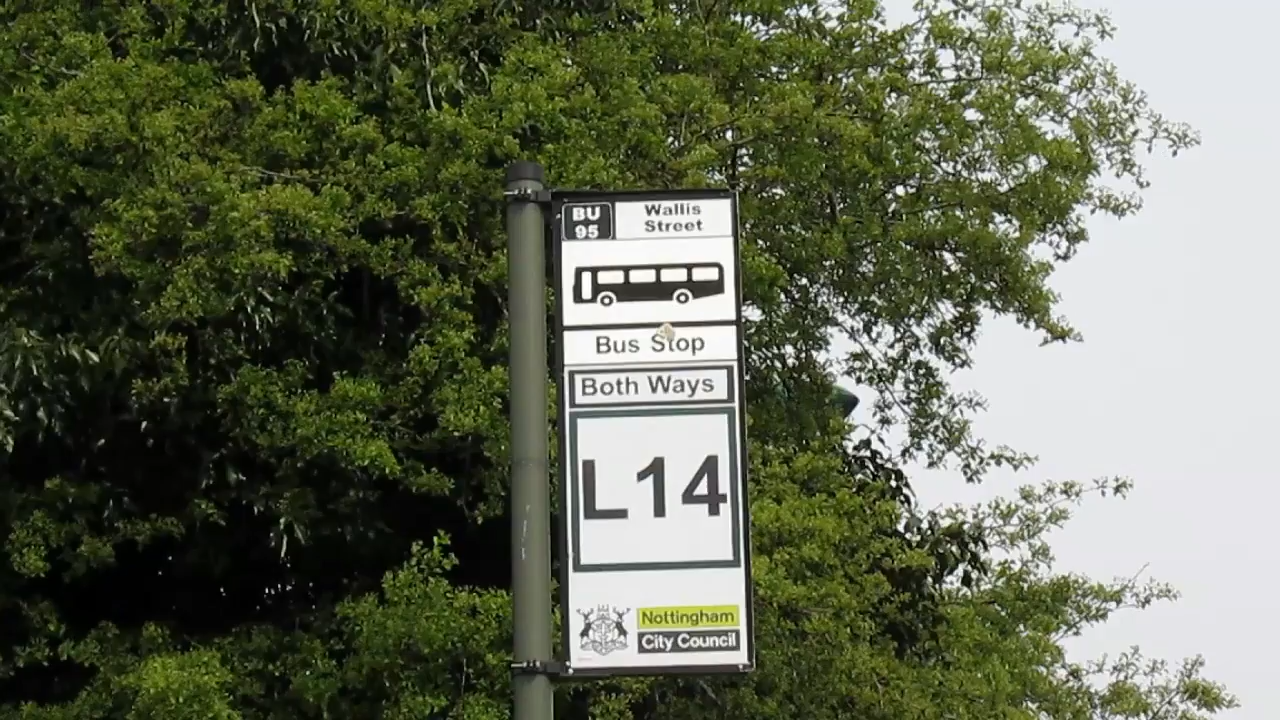 BU
95
Wallis
Street
Bus Stop
Both Ways
L14
Nottingham
City Council